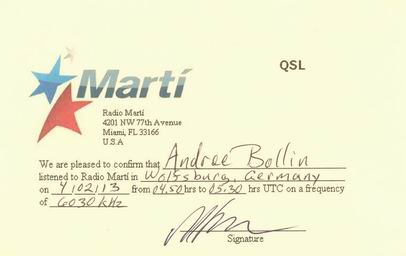 QSL
Martí
Radio Martí
4201 NW 77th Avenue
Miami, FL 33166
U.S.A
We are pleased to confirm that Andree Bollin
listened to Radio Martí in Wolfsburg, Germany
on 4/02/13 from 04.50 hrs to 05.30 hrs UTC on a frequency
of 6030 kHz
Signature